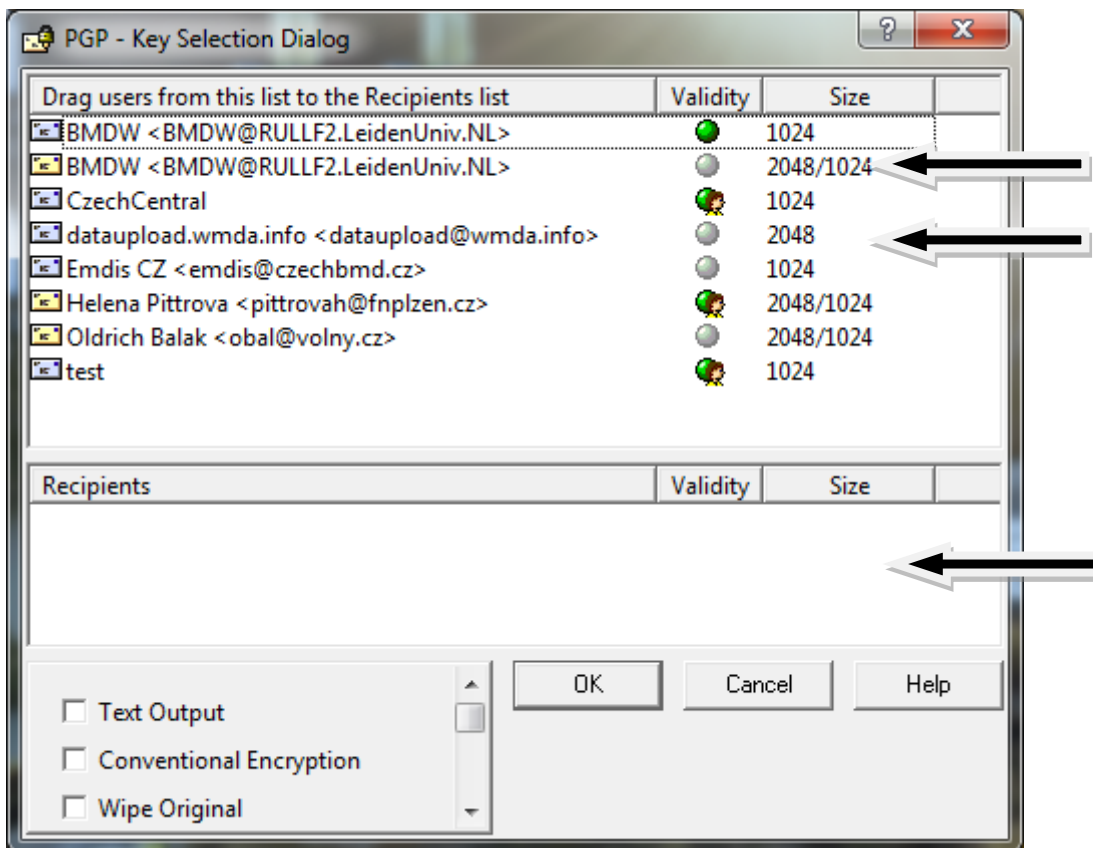 PGP - Key Selection Dialog
Drag users from this list to the Recipients list Validity Size
BMDW <BMDW@RULLF2.LeidenUniv.NL> 1024
BMDW <BMDW@RULLF2.LeidenUniv.NL> 2048/1024
CzechCentral 1024
dataupload.wmda.info <dataupload@wmda.info> 2048
Emdis CZ <emdis@czechbmd.cz> 1024
Helena Pittrova <pittrovah@fnplzen.cz> 2048/1024
Oldrich Balak <obal@volny.cz> 2048/1024
test 1024
Recipients Validity Size
OK Cancel Help
Text Output
Conventional Encryption
Wipe Original